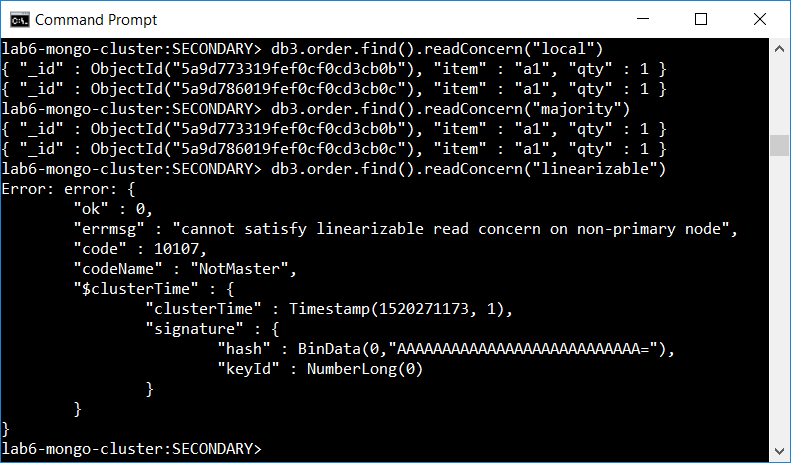 Command Prompt
lab6-mongo-cluster:SECONDARY> db3.order.find().readConcern("local")
{ "_id" : ObjectId("5a9d773319fef0cf0cd3cb0b"), "item" : "a1", "qty" : 1 }
{ "_id" : ObjectId("5a9d786019fef0cf0cd3cb0c"), "item" : "a1", "qty" : 1 }
lab6-mongo-cluster:SECONDARY> db3.order.find().readConcern("majority")
{ "_id" : ObjectId("5a9d773319fef0cf0cd3cb0b"), "item" : "a1", "qty" : 1 }
{ "_id" : ObjectId("5a9d786019fef0cf0cd3cb0c"), "item" : "a1", "qty" : 1 }
lab6-mongo-cluster:SECONDARY> db3.order.find().readConcern("linearizable")
Error: error: {
        "ok" : 0,
        "errmsg" : "cannot satisfy linearizable read concern on non-primary node",
        "code" : 10107,
        "codeName" : "NotMaster",
        "$clusterTime" : {
                "clusterTime" : Timestamp(1520271173, 1),
                "signature" : {
                        "hash" : BinData(0,"AAAAAAAAAAAAAAAAAAAAAAAAAAA="),
                        "keyId" : NumberLong(0)
                }
        }
}
lab6-mongo-cluster:SECONDARY>